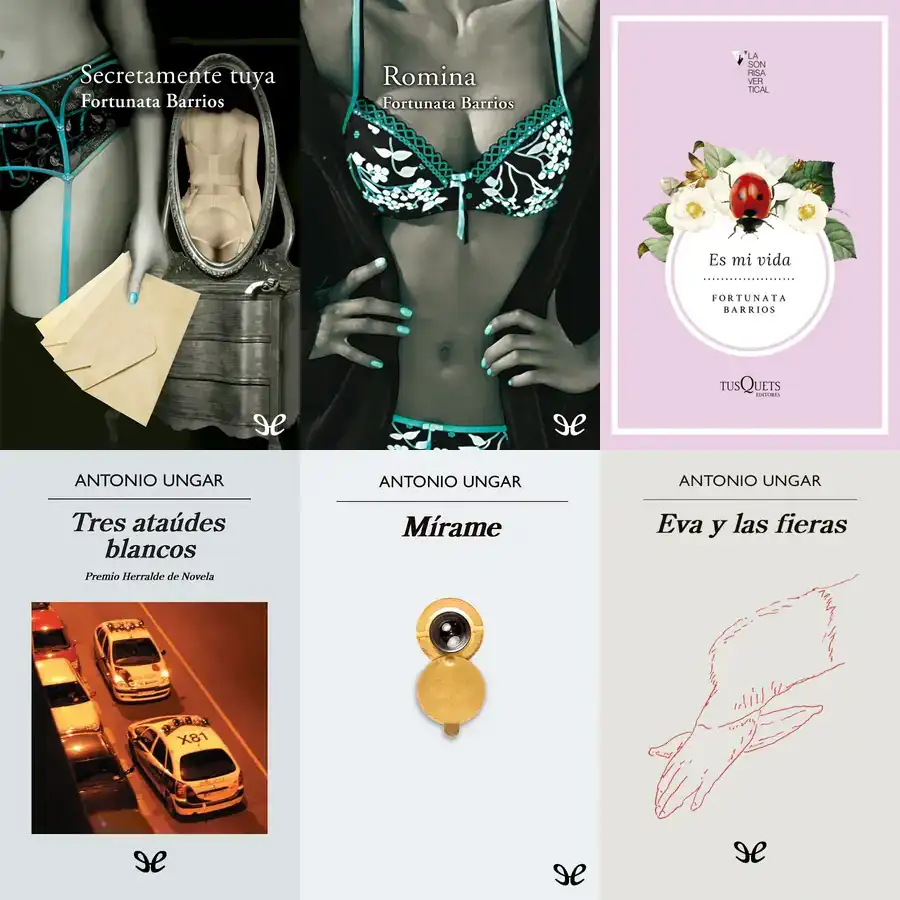 Secretamente tuya
Fortunata Barrios
Romina
Fortunata Barrios
LA
SON
RISA
VER
TICAL
Es mi vida
FORTUNATA
BARRIOS
TUSQUETS
EDITORES
ANTONIO UNGAR
Tres ataúdes
blancos
Premio Herralde de Novela
X81
ANTONIO UNGAR
Mírame
ANTONIO UNGAR
Eva y las fieras